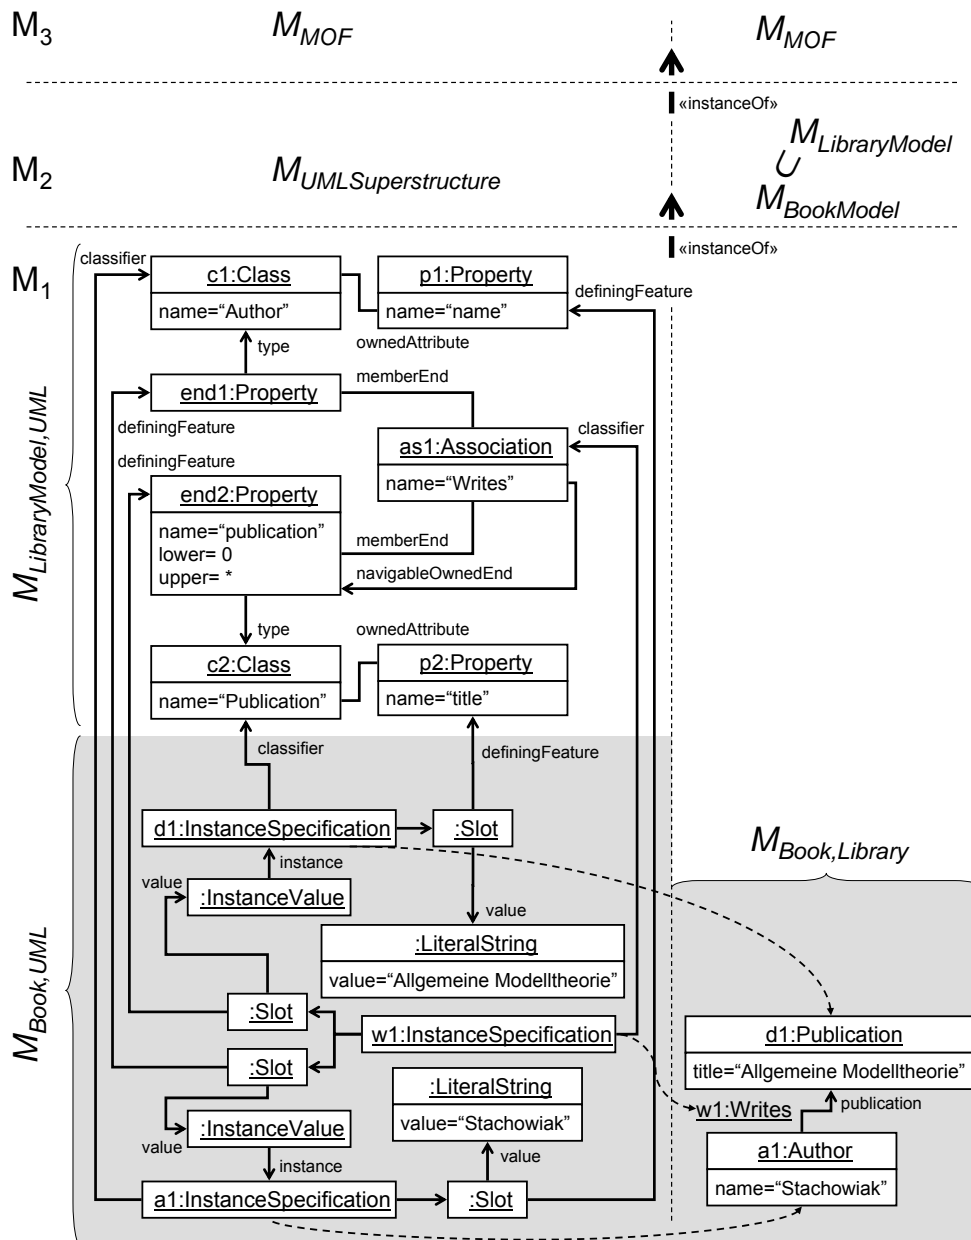 M3
MMOF
MMOF
«instanceOf»
MLibraryModel
∪
M2
MUMLSuperstructure
MBookModel
«instanceOf»
classifier
M1
c1:Class
name=“Author”
p1:Property
name=“name”
definingFeature
type
ownedAttribute
end1:Property
memberEnd
definingFeature
classifier
as1:Association
name=“Writes”
definingFeature
end2:Property
name=“publication”
lower= 0
upper= *
memberEnd
navigableOwnedEnd
MLibraryModel,UML
type
ownedAttribute
c2:Class
name=“Publication”
p2:Property
name=“title”
classifier
definingFeature
d1:InstanceSpecification
:Slot
instance
value
:InstanceValue
value
:LiteralString
value=“Allgemeine Modelltheorie”
MBook,UML
:Slot
w1:InstanceSpecification
:Slot
:LiteralString
value=“Stachowiak”
:InstanceValue
value
instance
value
a1:InstanceSpecification
:Slot
MBook,Library
d1:Publication
title=“Allgemeine Modelltheorie”
publication
w1:Writes
a1:Author
name=“Stachowiak”